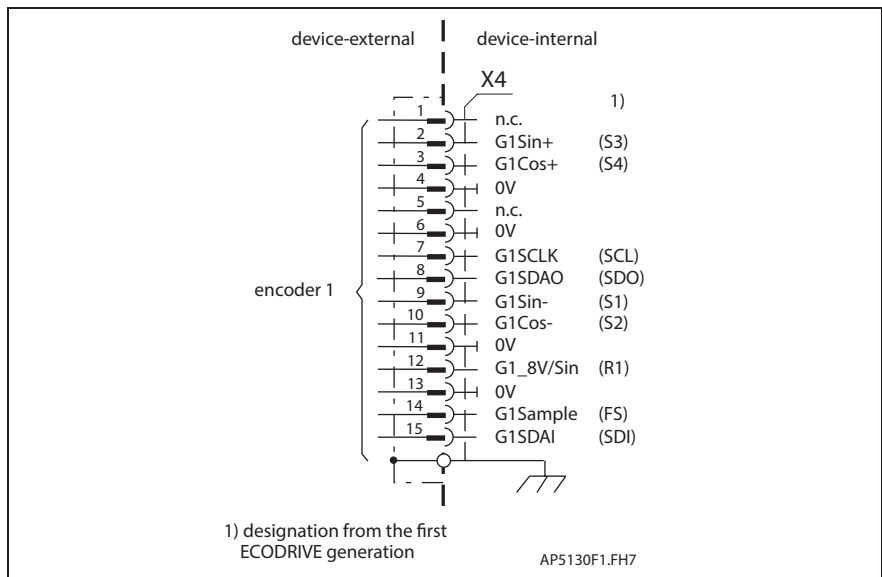 device-external device-internal
X4
1)
1 n.c.
2 G1Sin+ (S3)
3 G1Cos+ (S4)
4 0V
5 n.c.
6 0V
7 G1SCLK (SCL)
8 G1SDAO (SDO)
encoder 1
9 G1Sin- (S1)
10 G1Cos- (S2)
11 0V
12 G1_8V/Sin (R1)
13 0V
14 G1Sample (FS)
15 G1SDAI (SDI)
1) designation from the first
ECODRIVE generation
AP5130F1.FH7